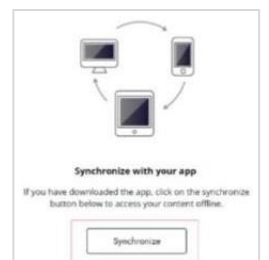 Synchronize with your app
If you have downloaded the app, click on the synchronize
button below to access your content offline.
Synchronize